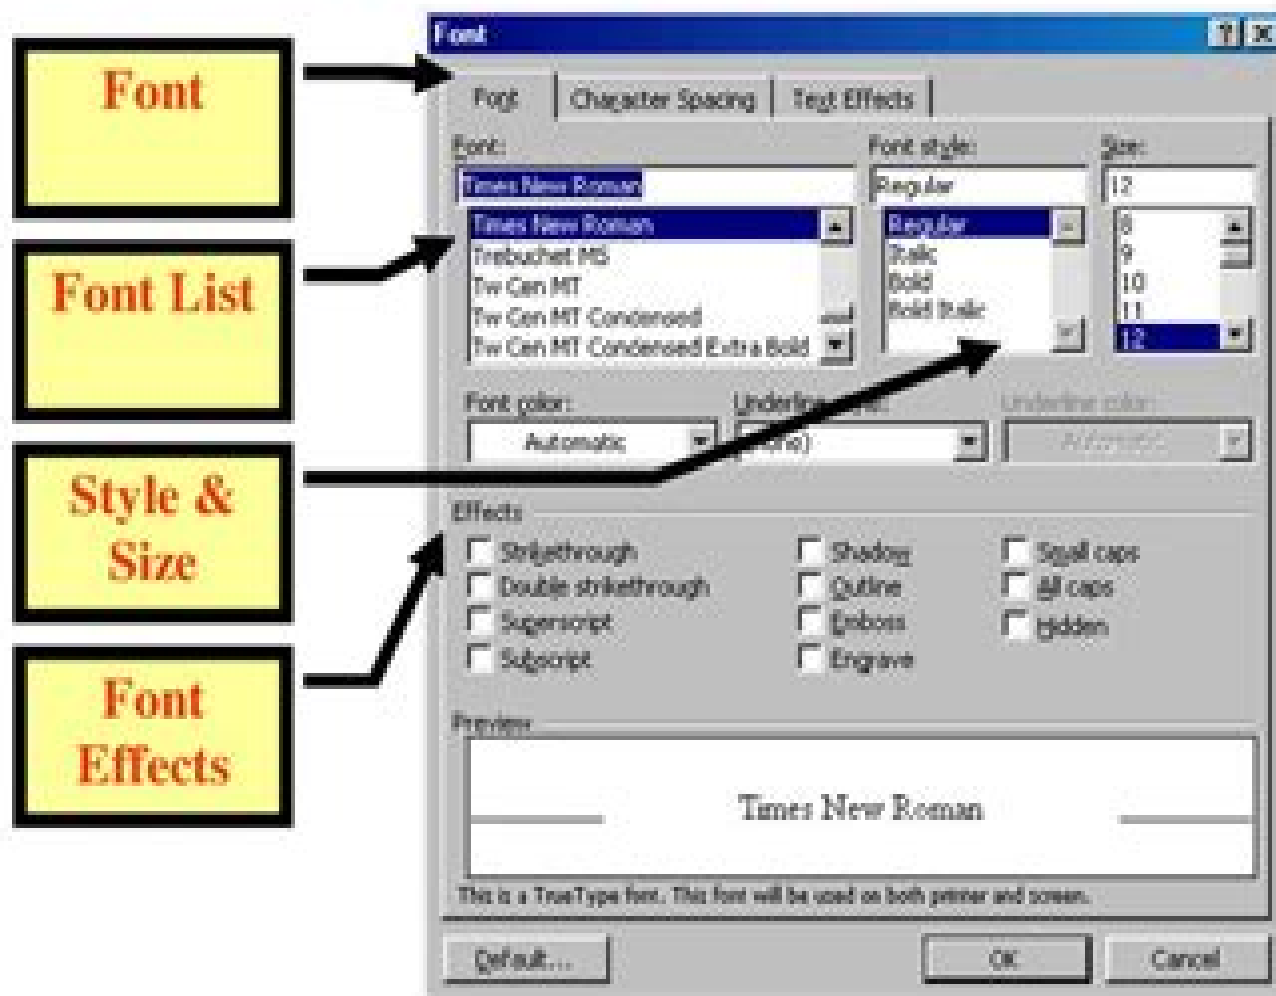 Font
Font List
Style &
Size
Font
Effects
Font
Font
Character Spacing
Text Effects
Font:
Font style:
Size:
Times New Roman
Regular
12
Times New Roman
Trebuchet MS
Tw Cen MT
Tw Cen MT Condensed
Tw Cen MT Condensed Extra Bold
Regular
Italic
Bold
Bold Italic
8
9
10
11
12
Font color:
Underline
Underline color:
Automatic
Automatic
Effects
Strikethrough
Double strikethrough
Superscript
Subscript
Shadow
Outline
Emboss
Engrave
Small caps
All caps
Hidden
Preview
Times New Roman
This is a TrueType font. This font will be used on both printer and screen.
Default...
OK
Cancel